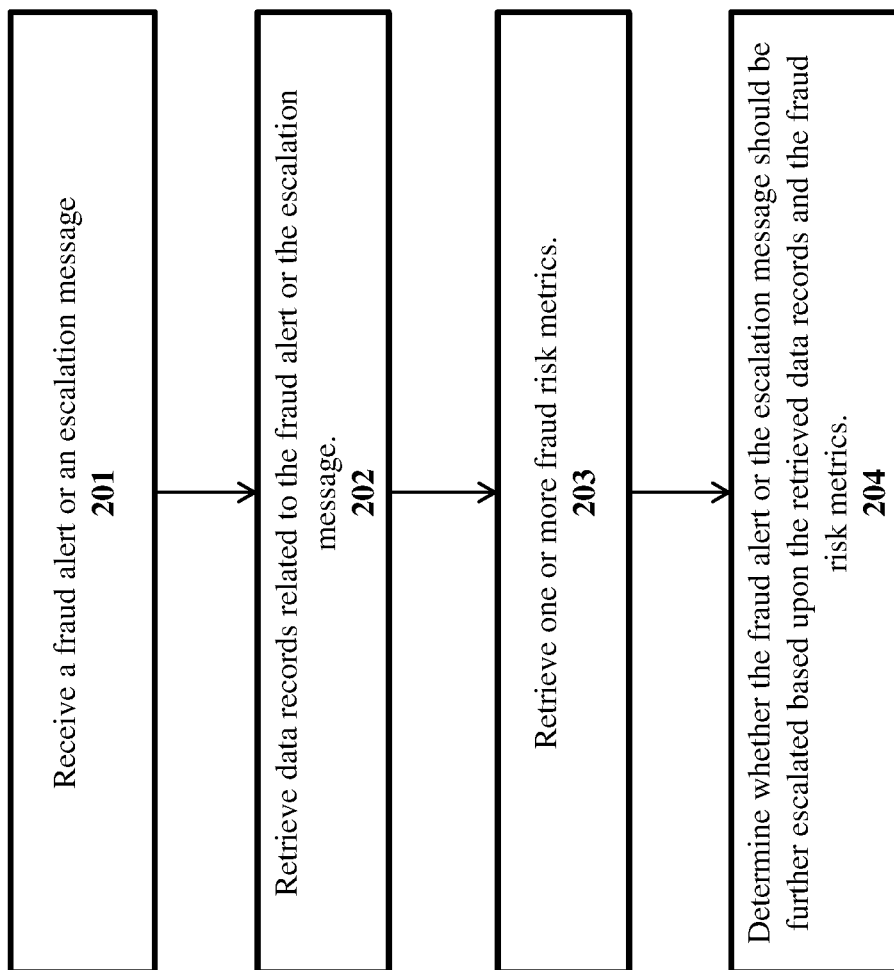 Receive a fraud alert or an escalation message
201
Retrieve data records related to the fraud alert or the escalation
message.
202
Retrieve one or more fraud risk metrics.
203
Determine whether the fraud alert or the escalation message should be
further escalated based upon the retrieved data records and the fraud
risk metrics.
204